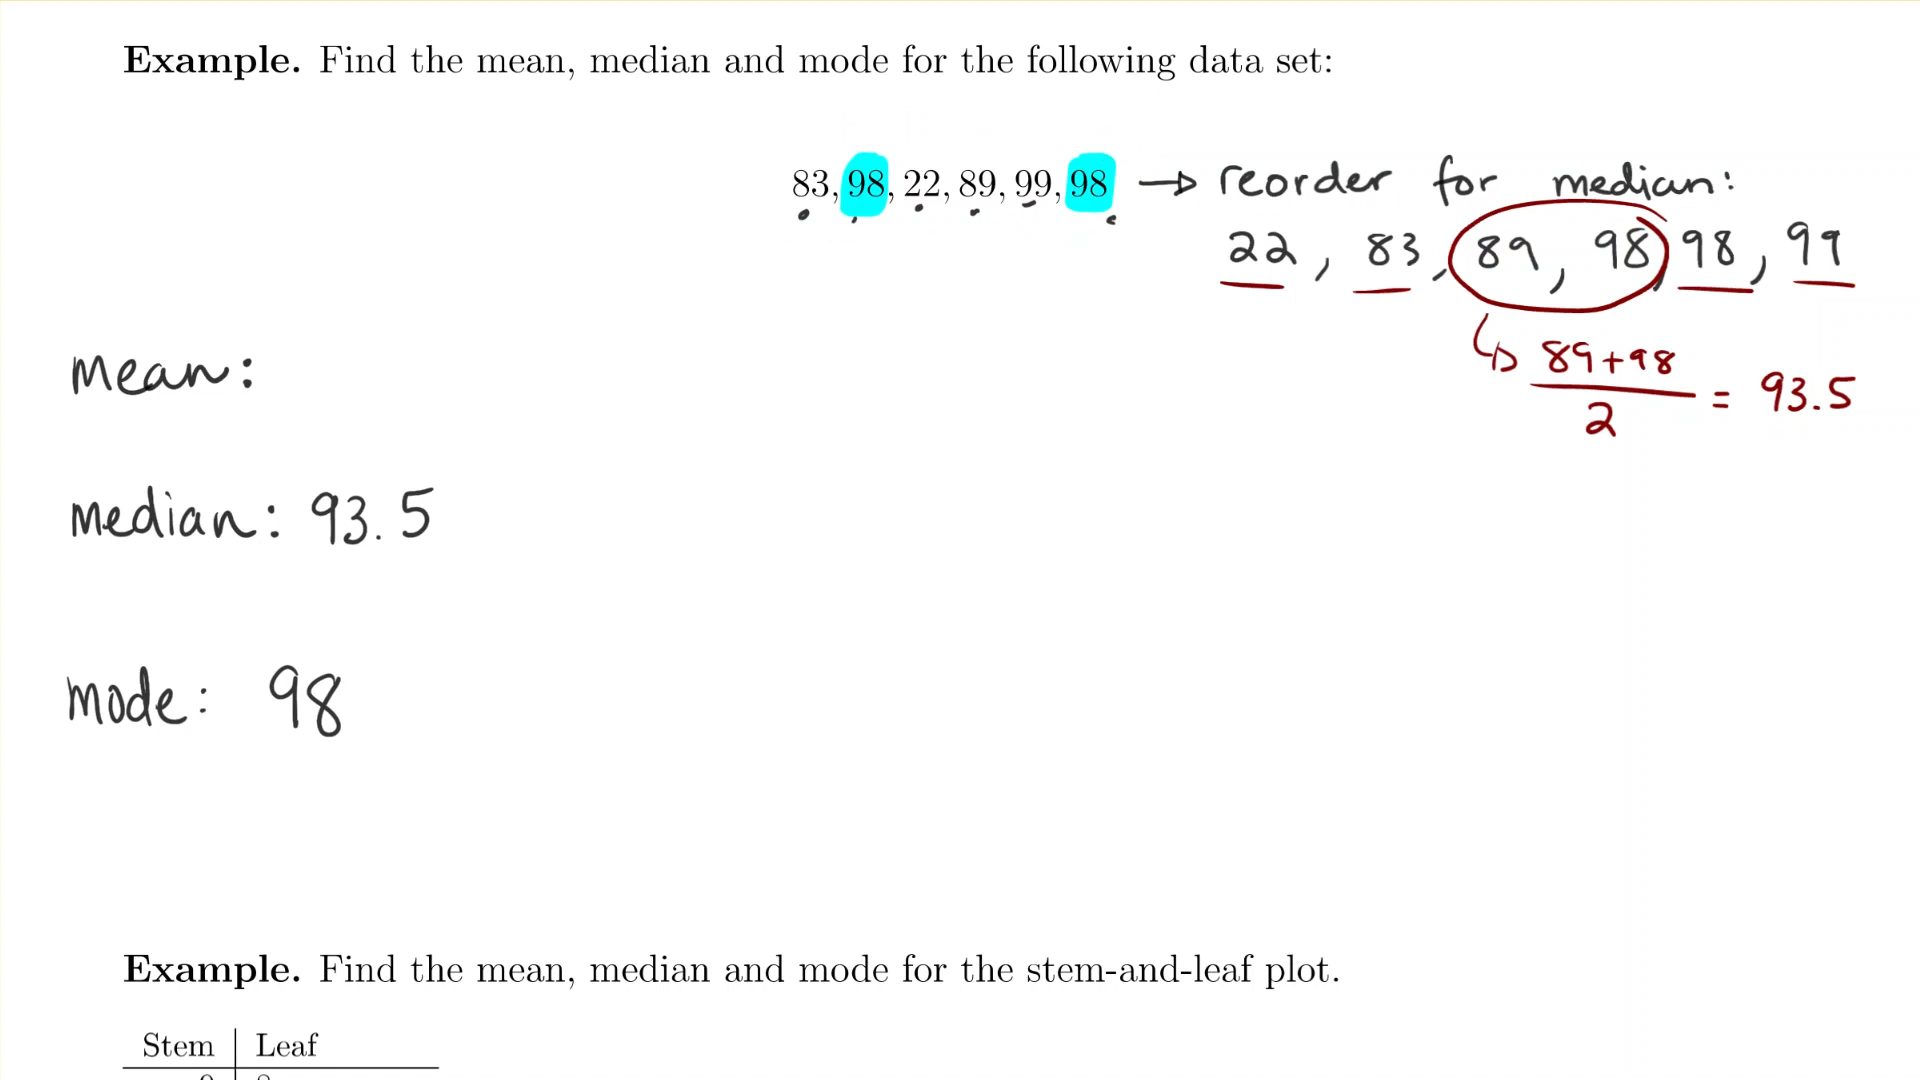 Example. Find the mean, median and mode for the following data set:
83, 98, 22, 89, 99, 98 → reorder for median:
22, 83, 89, 98, 98, 99
mean:
↳ 89+98 / 2 = 93.5
median: 93.5
mode: 98
Example. Find the mean, median and mode for the stem-and-leaf plot.
Stem | Leaf